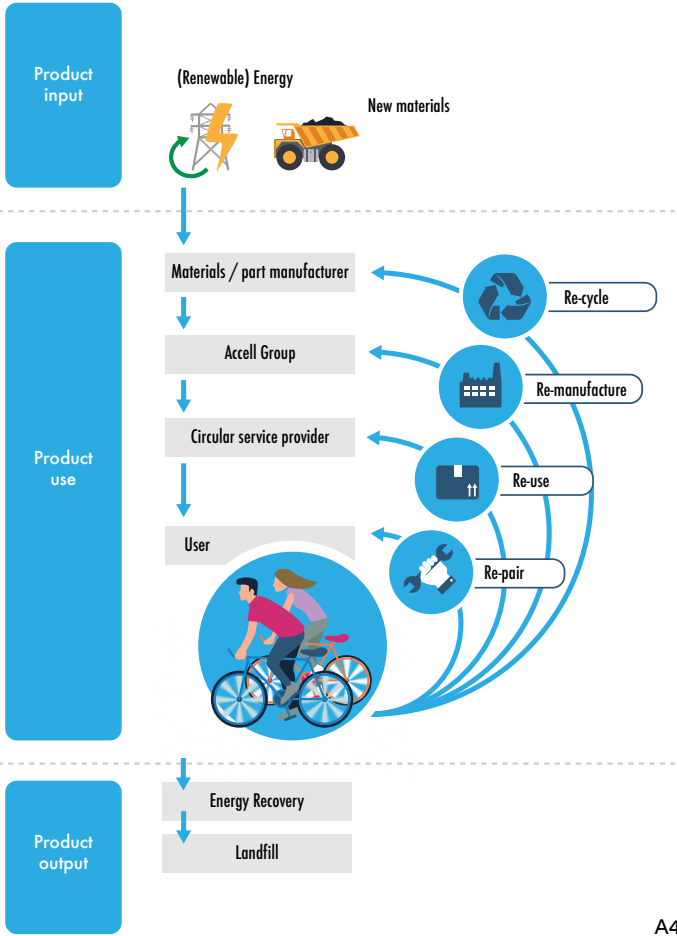 Product
input
(Renewable) Energy
New materials
Product
use
Materials / part manufacturer
Re-cycle
Accell Group
Re-manufacture
Circular service provider
Re-use
User
Re-pair
Product
output
Energy Recovery
Landfill
A4